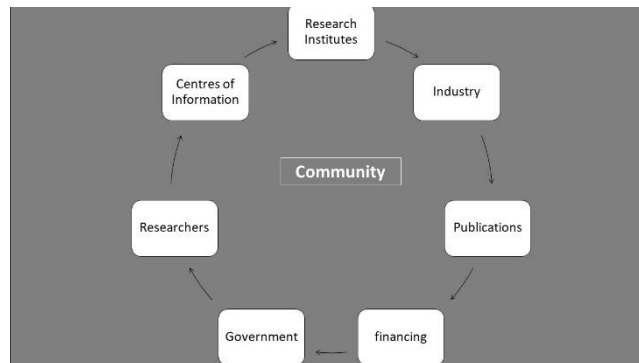 Research
Institutes
Centres of
Information
Industry
Community
Researchers
Publications
Government
financing